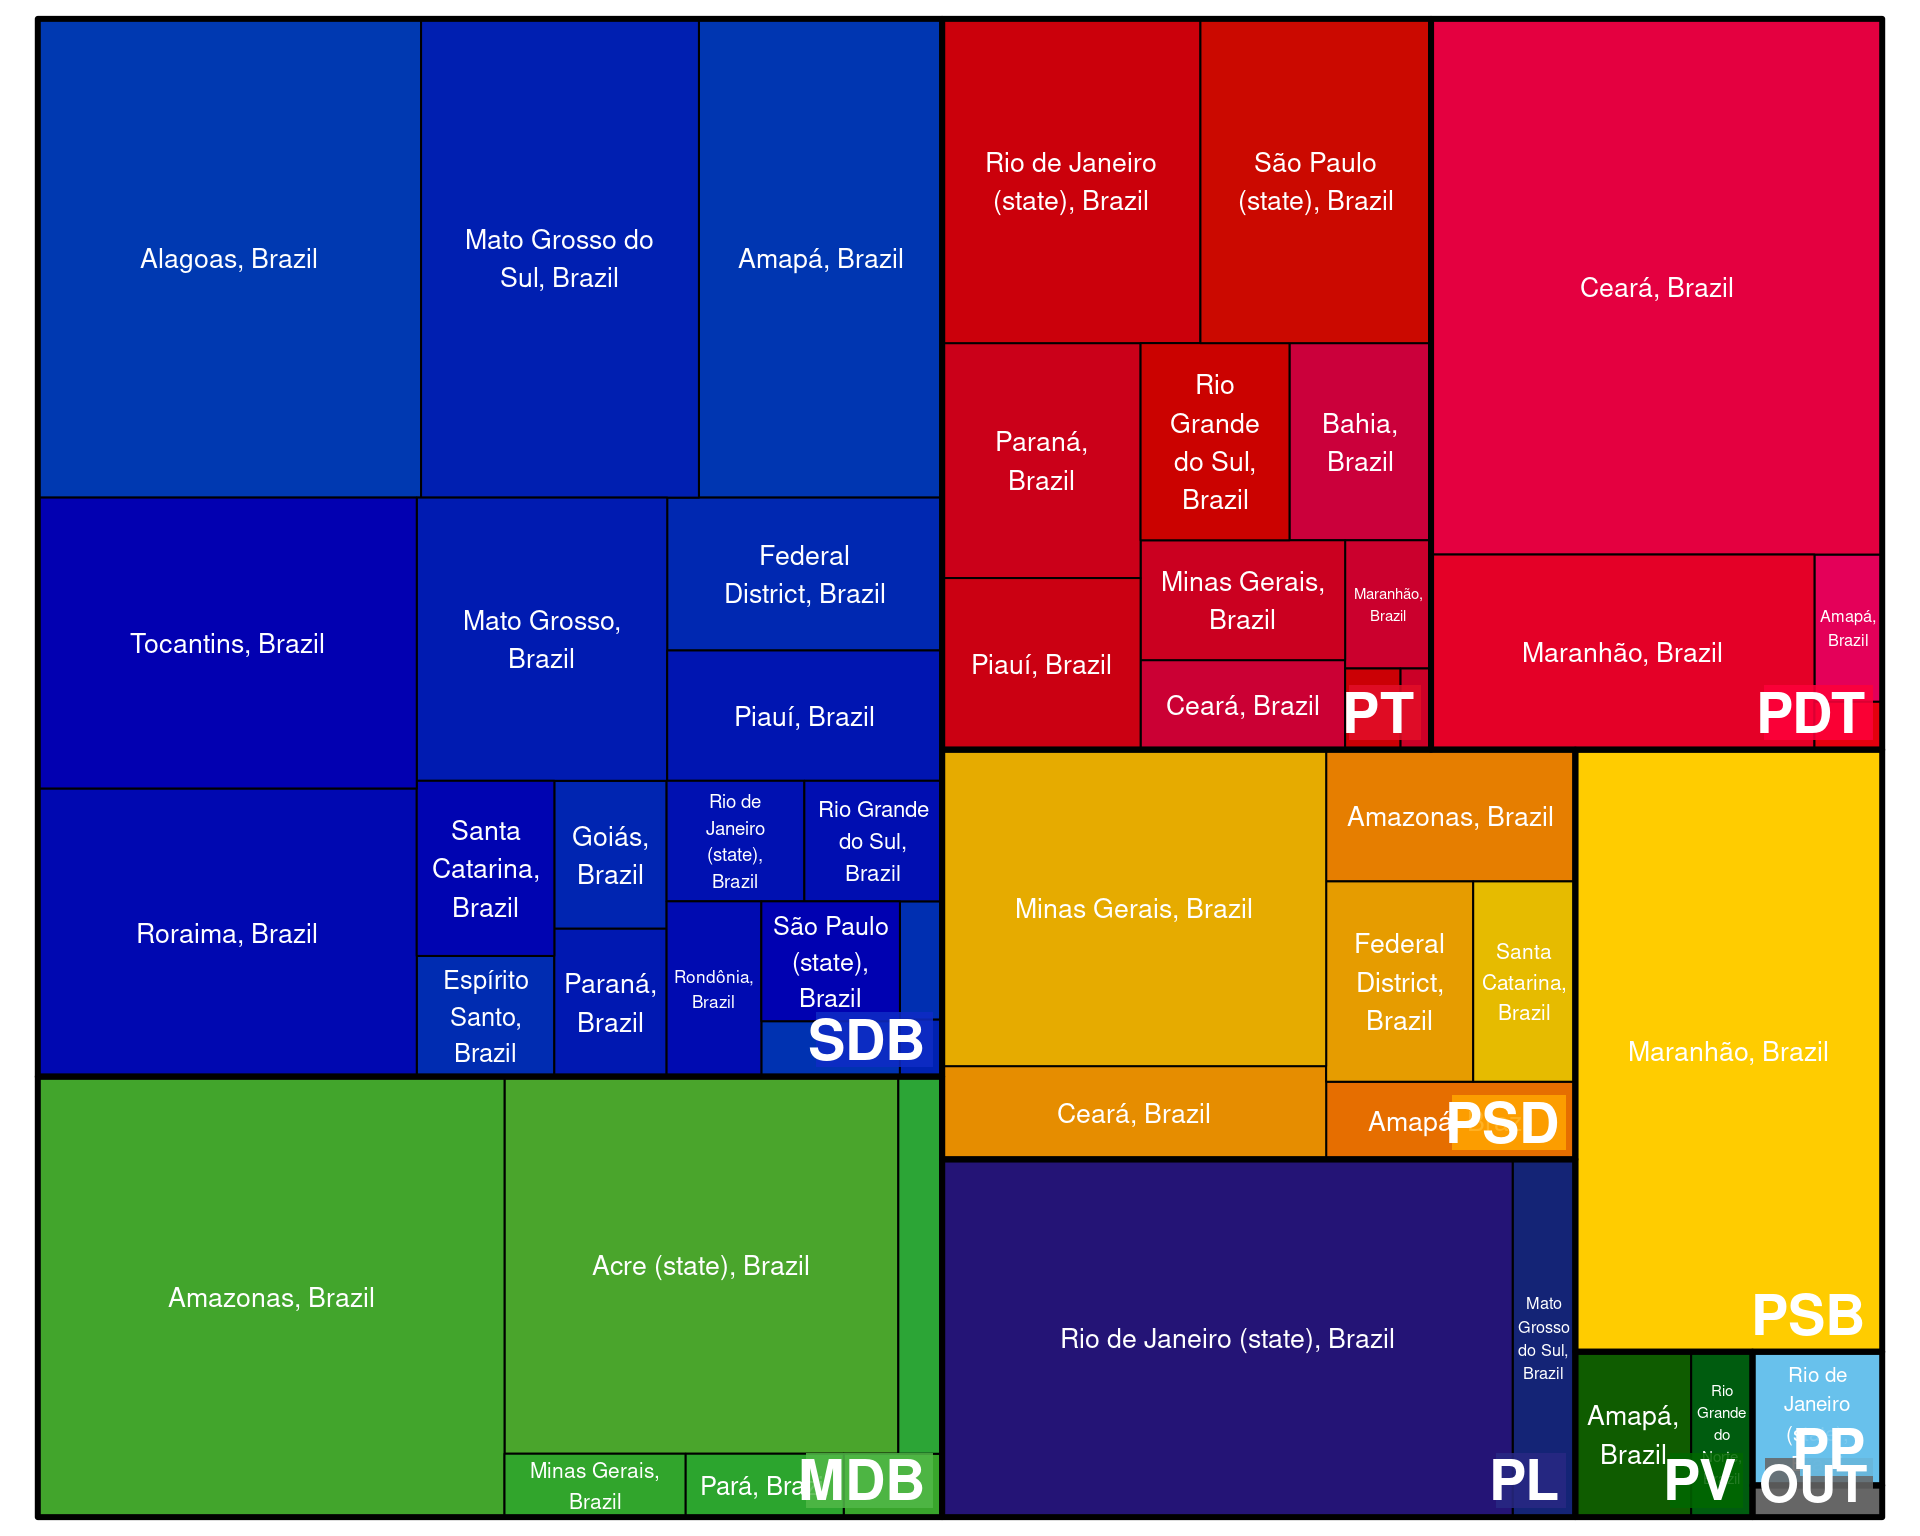 Alagoas, Brazil
Mato Grosso do
Sul, Brazil
Amapá, Brazil
Tocantins, Brazil
Mato Grosso,
Brazil
Federal
District, Brazil
Piauí, Brazil
Roraima, Brazil
Santa
Catarina,
Brazil
Goiás,
Brazil
Rio de
Janeiro
(state),
Brazil
Rio Grande
do Sul,
Brazil
Espírito
Santo,
Brazil
Paraná,
Brazil
Rondônia,
Brazil
São Paulo
(state),
Brazil
SDB
Rio de Janeiro
(state), Brazil
São Paulo
(state), Brazil
Paraná,
Brazil
Rio
Grande
do Sul,
Brazil
Bahia,
Brazil
Piauí, Brazil
Minas Gerais,
Brazil
Maranhão,
Brazil
Ceará, Brazil
PT
Ceará, Brazil
Maranhão, Brazil
Amapá,
Brazil
PDT
Amazonas, Brazil
Acre (state), Brazil
Minas Gerais,
Brazil
Pará, Bra
MDB
Minas Gerais, Brazil
Amazonas, Brazil
Federal
District,
Brazil
Santa
Catarina,
Brazil
Ceará, Brazil
Amapá
PSD
Maranhão, Brazil
PSB
Rio de Janeiro (state), Brazil
Mato
Grosso
do Sul,
Brazil
PL
Amapá,
Brazil
Rio
Grande
do
Norte,
PV
Rio de
Janeiro
PP
OUT